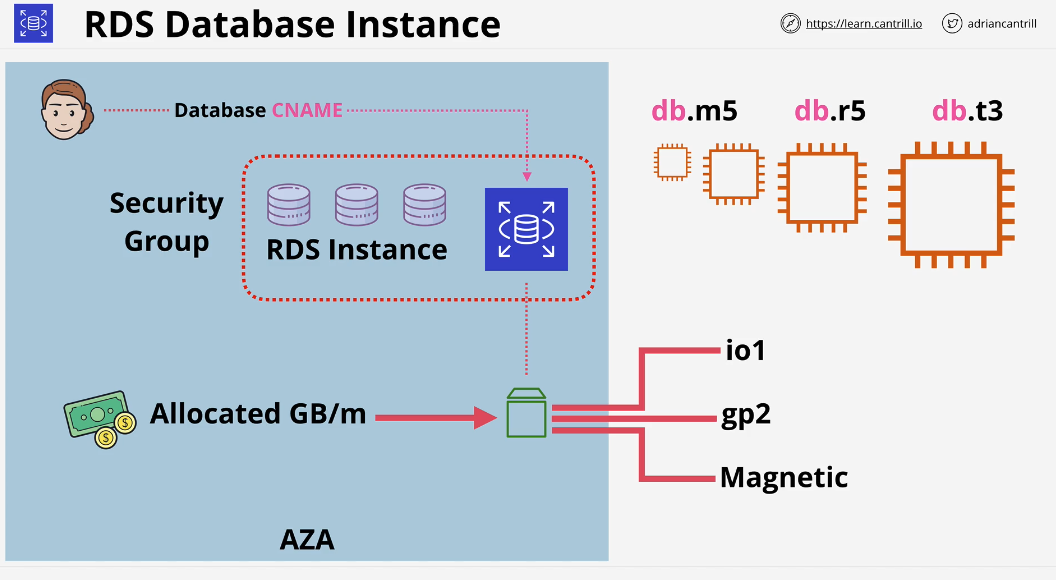 RDS Database Instance
https://learn.cantrill.io
adriancantrill
Database CNAME
db.m5
db.r5
db.t3
Security
Group
RDS Instance
io1
Allocated GB/m
gp2
Magnetic
AZA